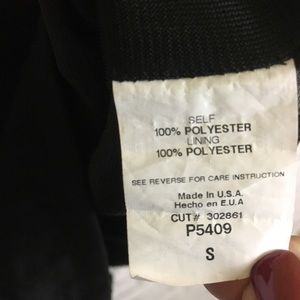 SELF
100% POLYESTER
LINING
100% POLYESTER
SEE REVERSE FOR CARE INSTRUCTION
Made In U.S.A.
Hecho en E.U.A
CUT# 302861
P5409
S